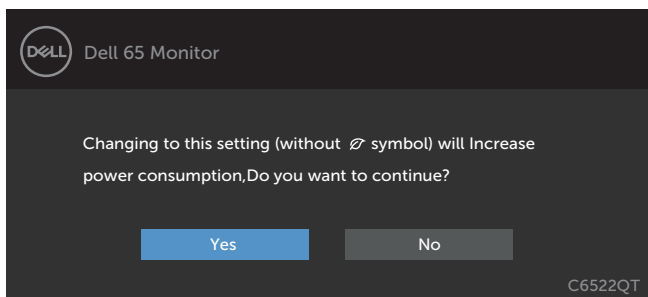 DELL
Dell 65 Monitor
Changing to this setting (without symbol) will Increase
power consumption,Do you want to continue?
Yes No
C6522QT